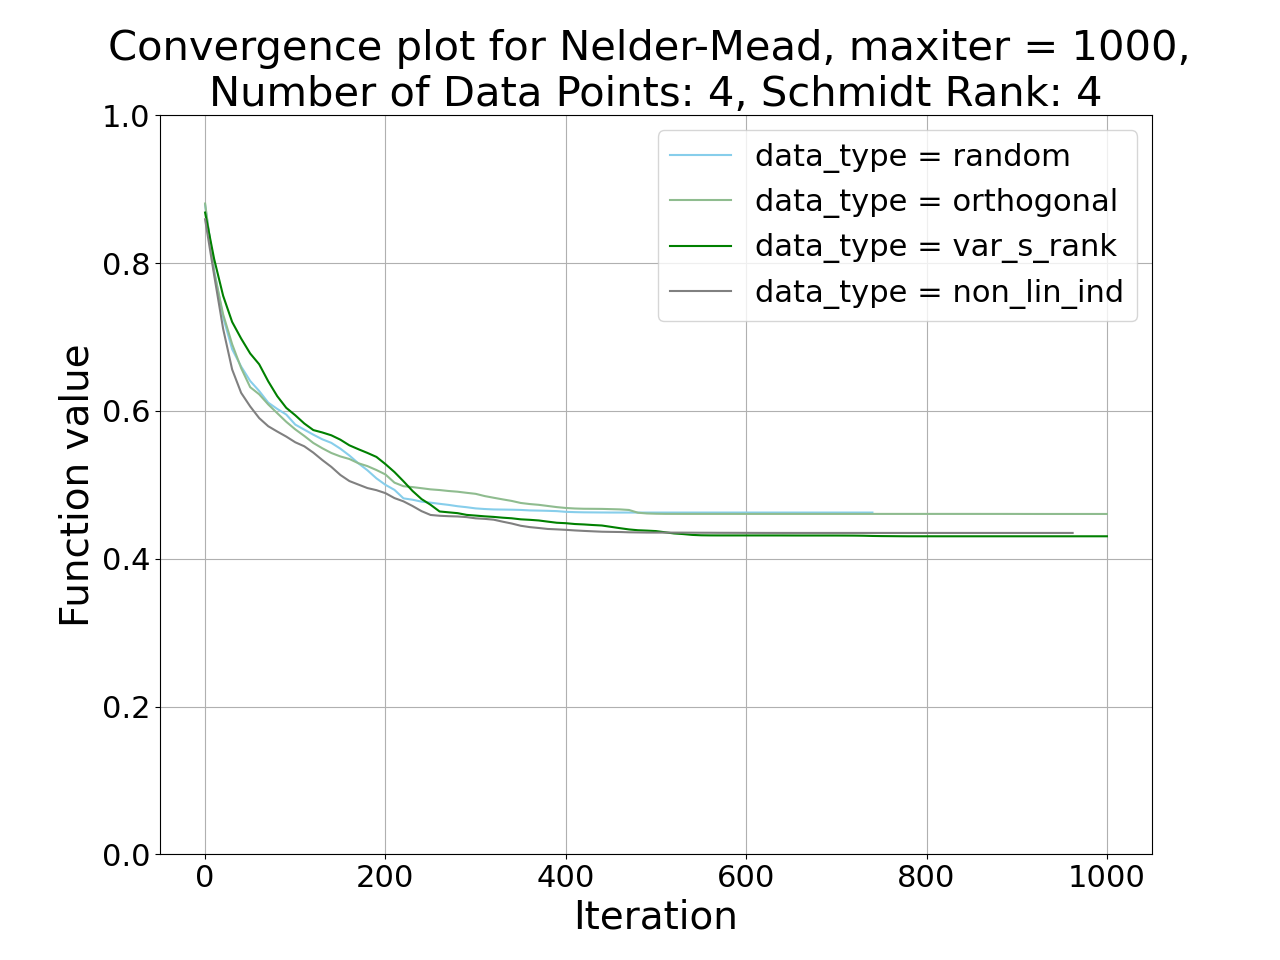 Convergence plot for Nelder-Mead, maxiter = 1000,
Number of Data Points: 4, Schmidt Rank: 4
1.0
0.8
0.6
0.4
0.2
0.0
Function value
data_type = random
data_type = orthogonal
data_type = var_s_rank
data_type = non_lin_ind
0 200 400 600 800 1000
Iteration